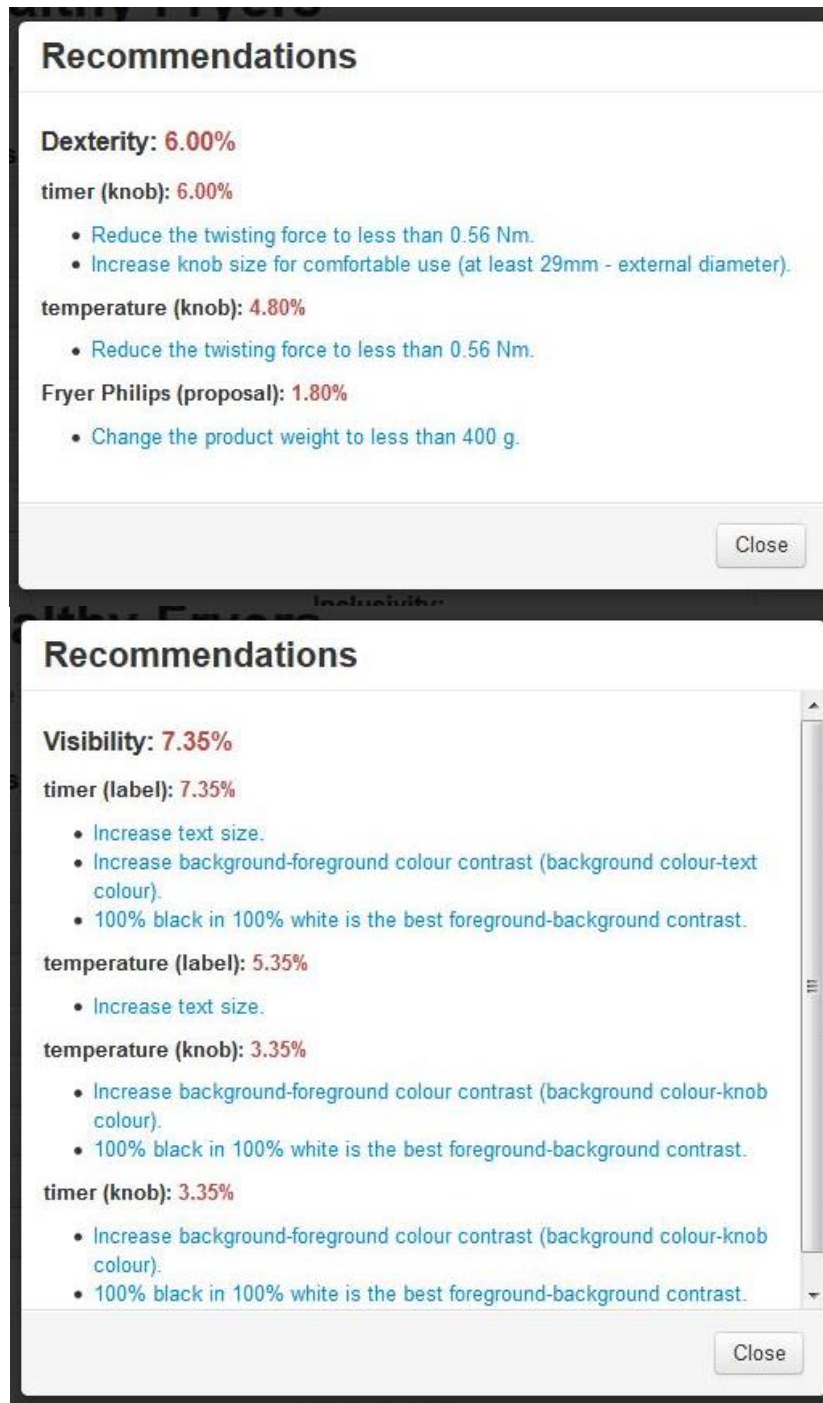 Recommendations
Dexterity: 6.00%
timer (knob): 6.00%
• Reduce the twisting force to less than 0.56 Nm.
• Increase knob size for comfortable use (at least 29mm - external diameter).
temperature (knob): 4.80%
• Reduce the twisting force to less than 0.56 Nm.
Fryer Philips (proposal): 1.80%
• Change the product weight to less than 400 g.
Close
Recommendations
Visibility: 7.35%
timer (label): 7.35%
• Increase text size.
• Increase background-foreground colour contrast (background colour-text
colour).
• 100% black in 100% white is the best foreground-background contrast.
temperature (label): 5.35%
• Increase text size.
temperature (knob): 3.35%
• Increase background-foreground colour contrast (background colour-knob
colour).
• 100% black in 100% white is the best foreground-background contrast.
timer (knob): 3.35%
• Increase background-foreground colour contrast (background colour-knob
colour).
• 100% black in 100% white is the best foreground-background contrast.
Close